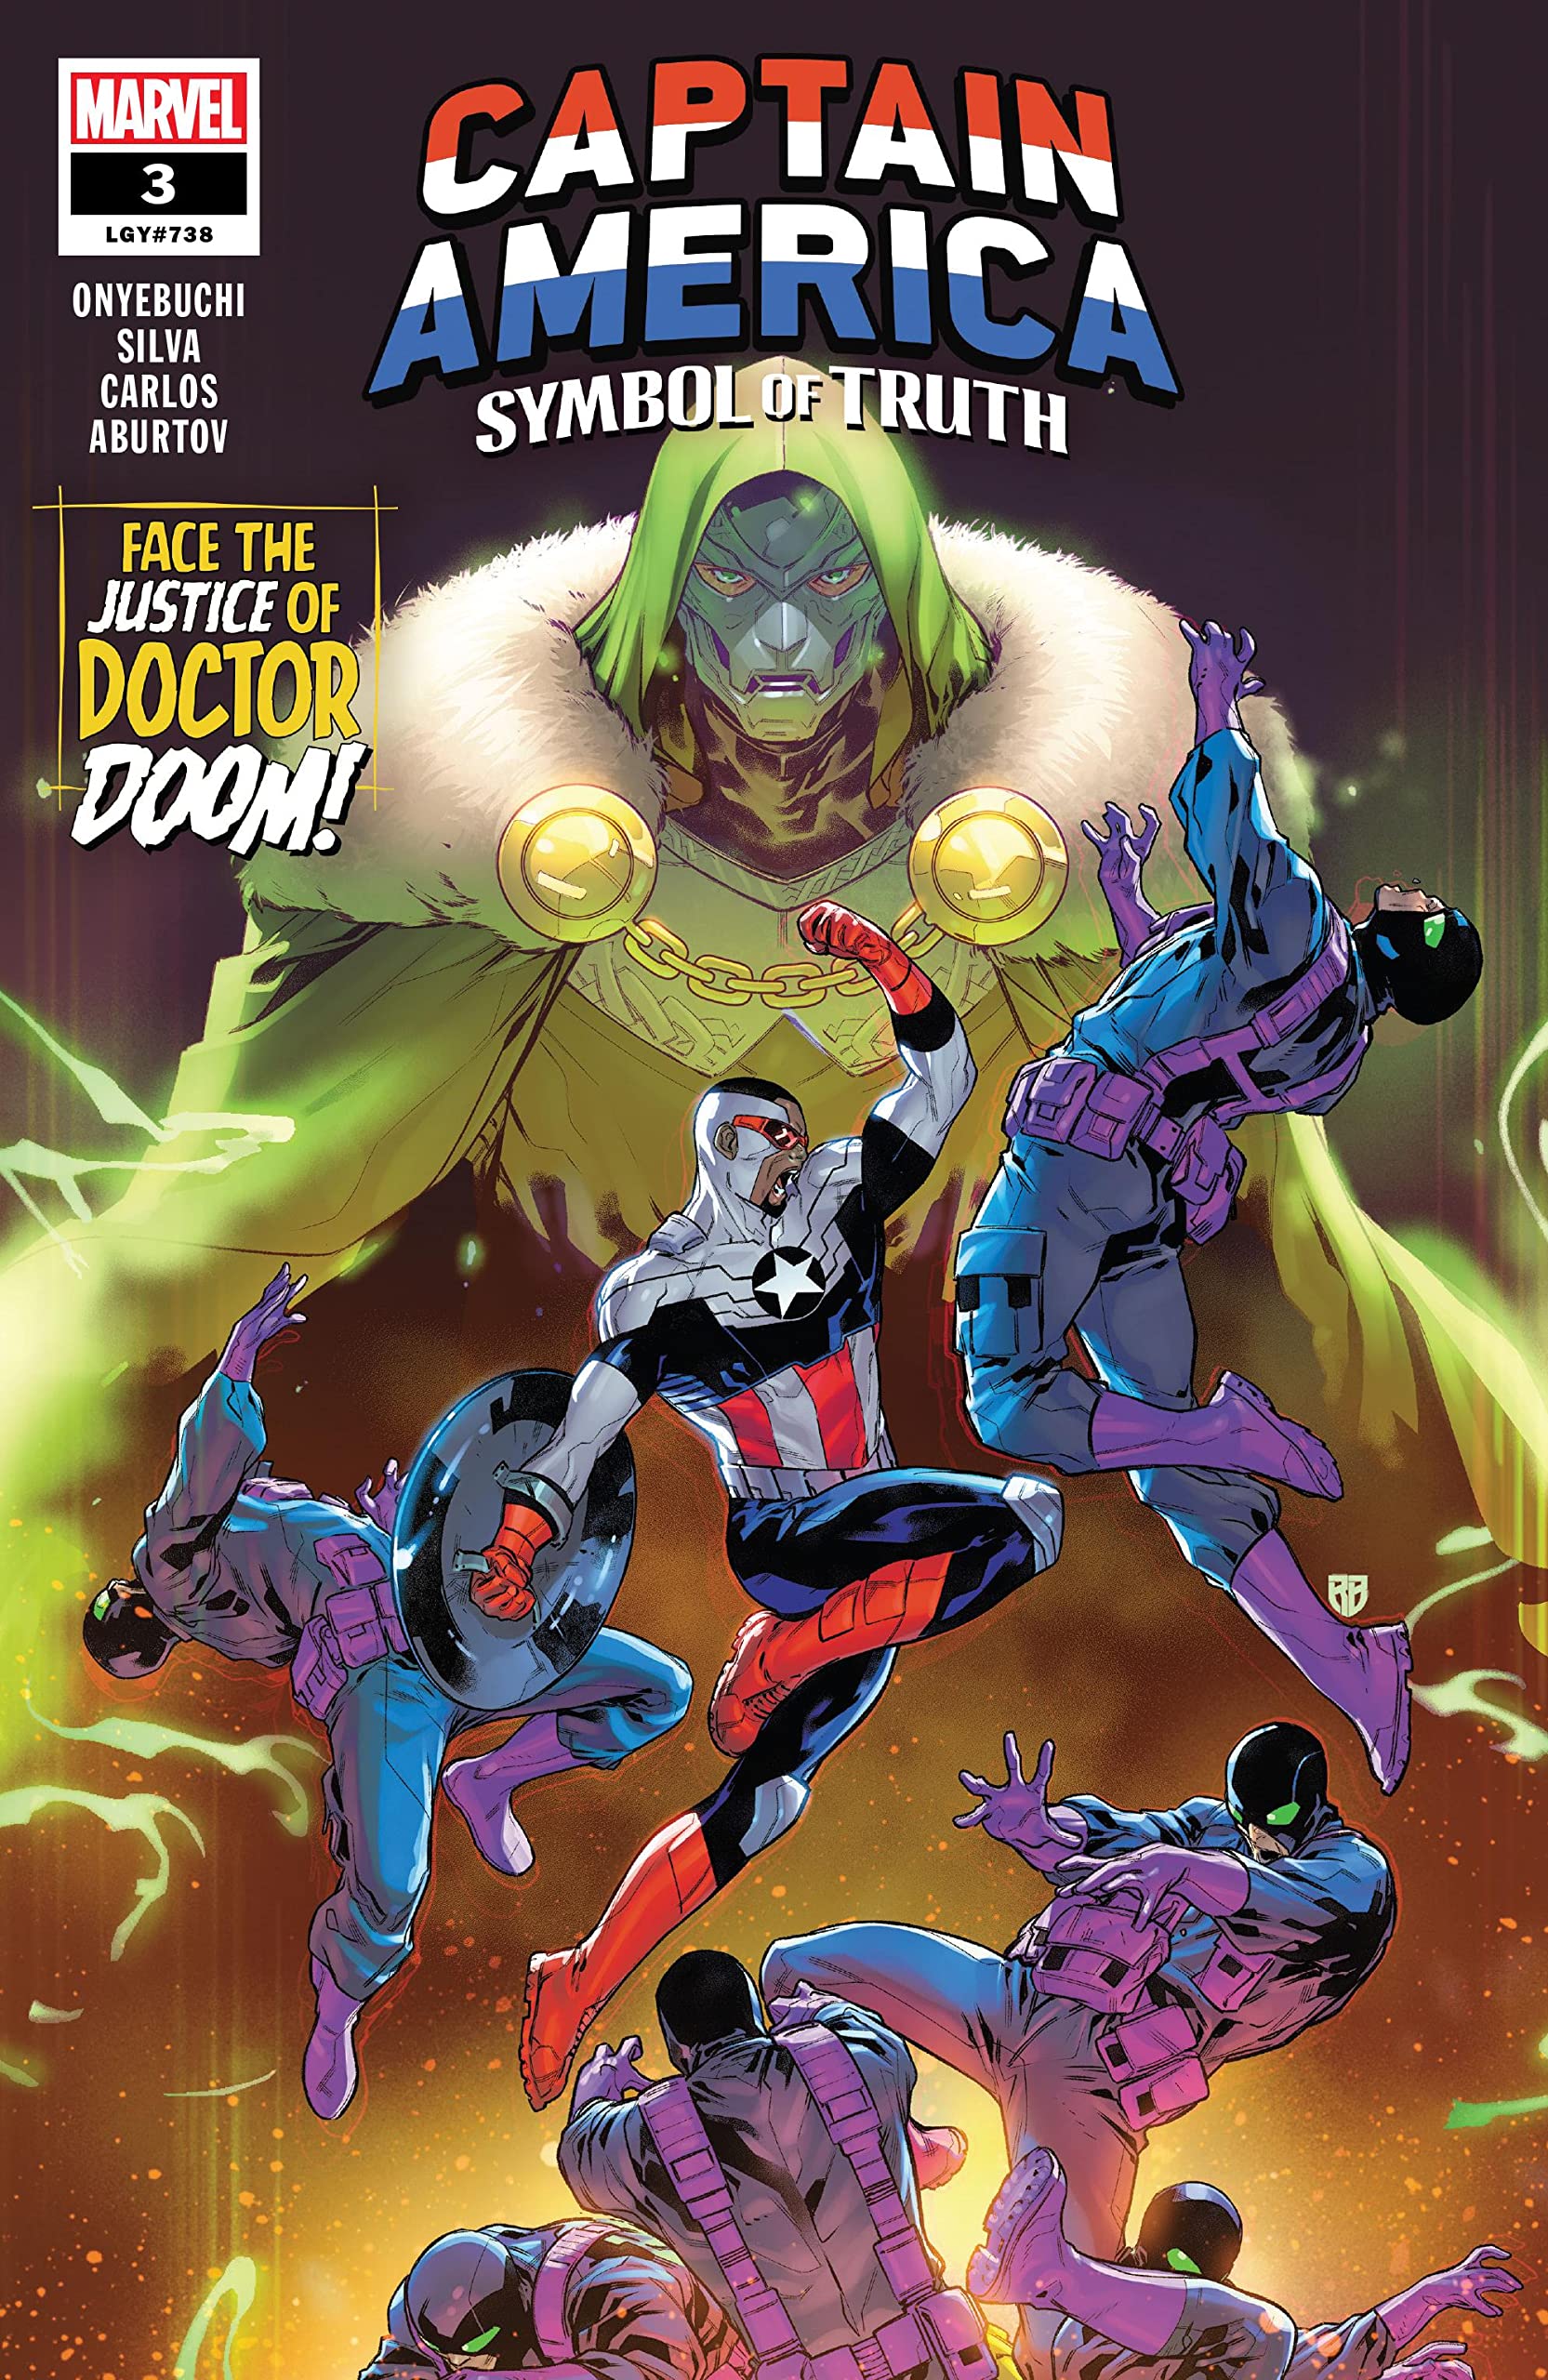 MARVEL
3
LGY#738
CAPTAIN
AMERICA
SYMBOL OF TRUTH
ONYEBUCHI
SILVA
CARLOS
ABURTOV
FACE THE
JUSTICE OF
DOCTOR
DOOM!
RB